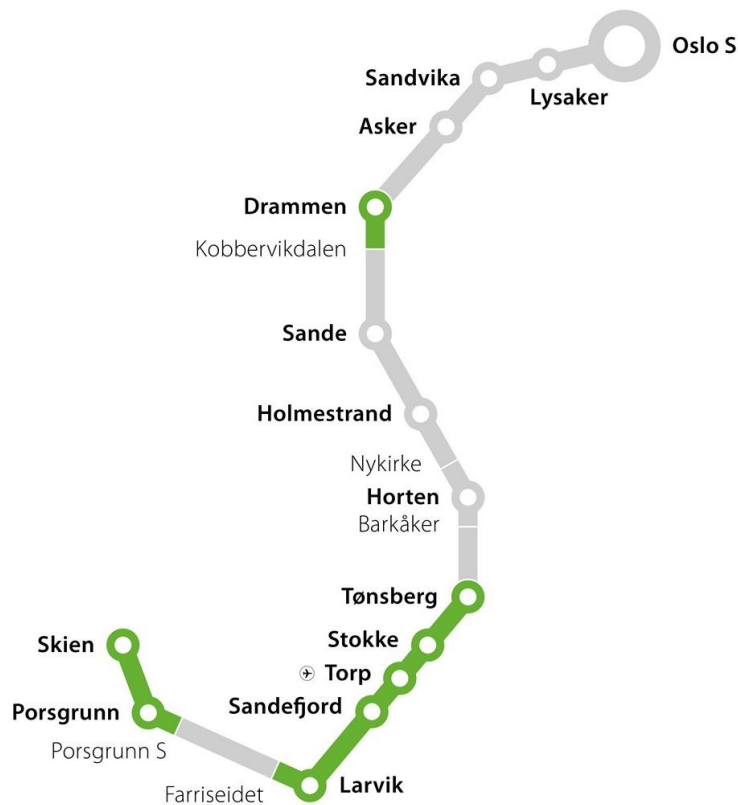 Oslo S
Sandvika
Lysaker
Asker
Drammen
Kobbervikdalen
Sande
Holmestrand
Nykirke
Horten
Barkåker
Tønsberg
Stokke
Skien
Torp
Sandefjord
Porsgrunn
Porsgrunn S
Larvik
Farriseidet